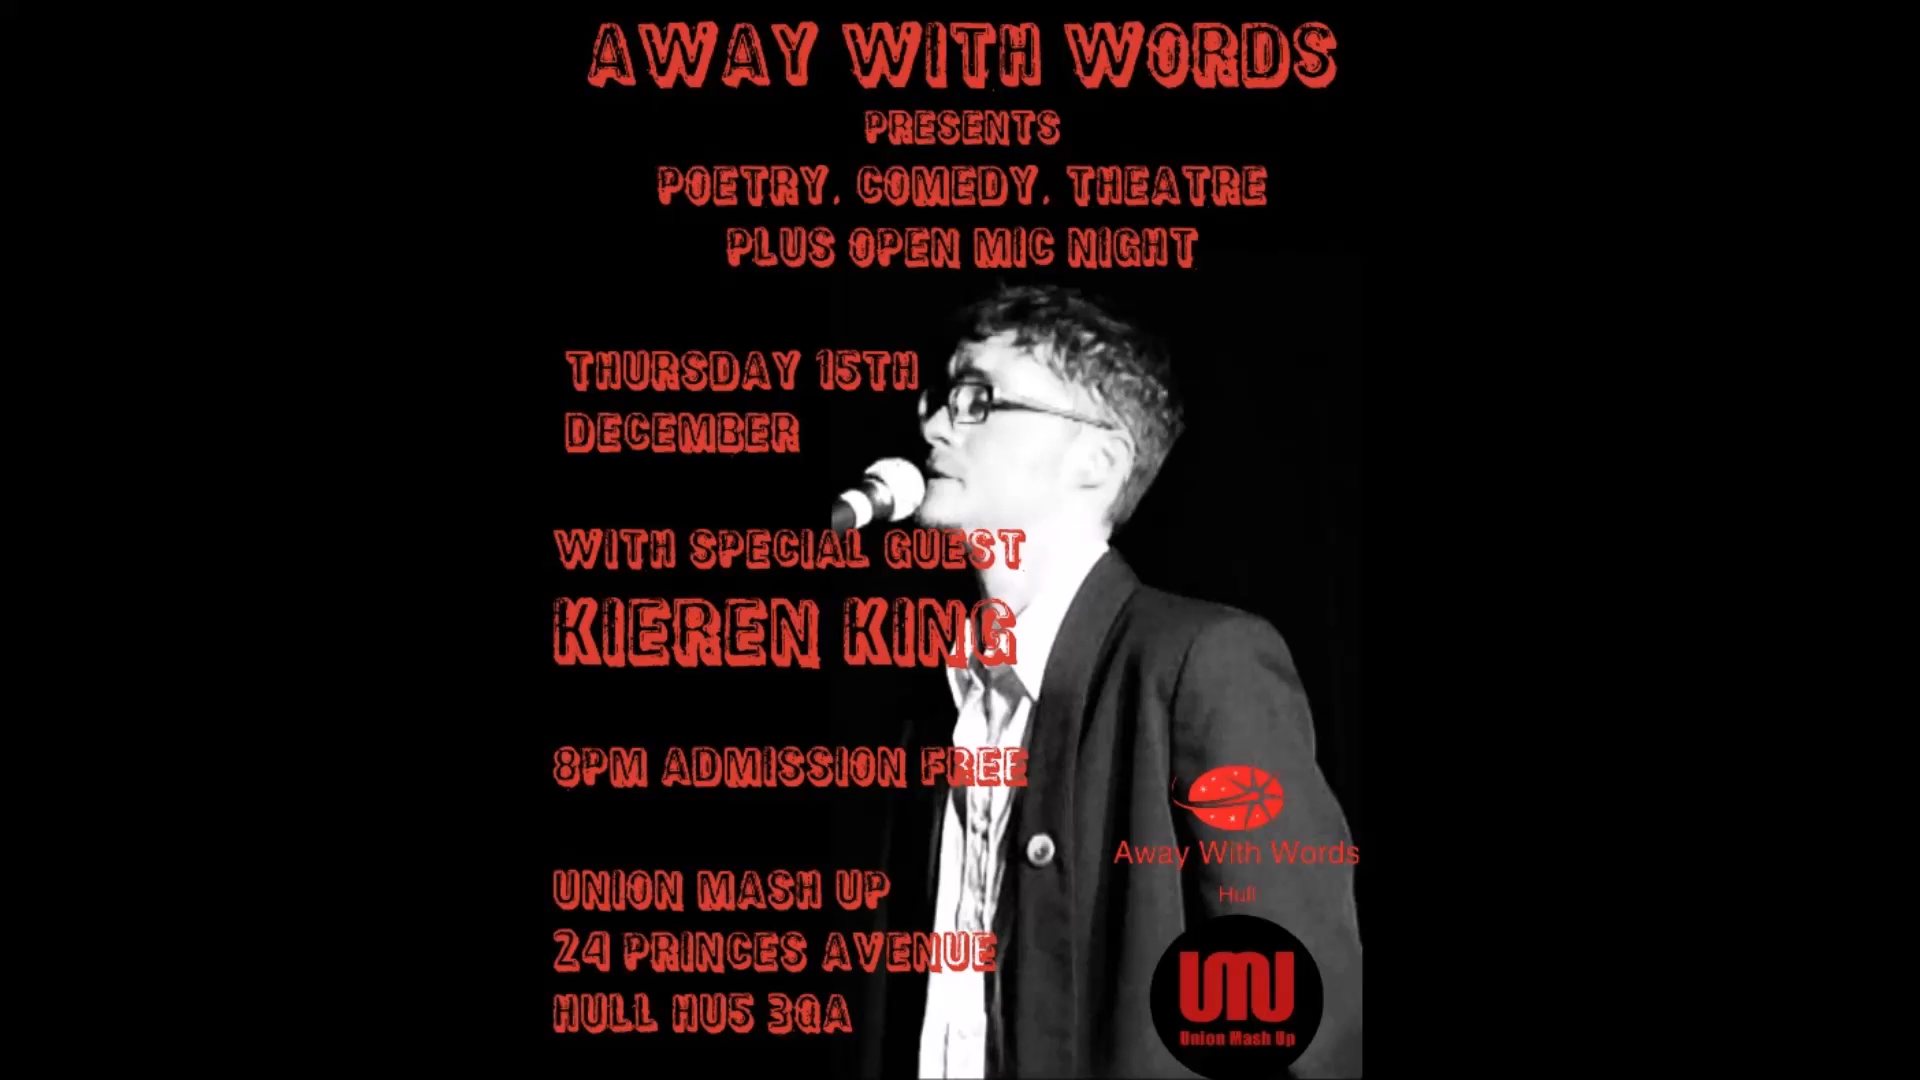 AWAY WITH WORDS
PRESENTS
POETRY. COMEDY. THEATRE
PLUS OPEN MIC NIGHT
THURSDAY 15TH
DECEMBER
WITH SPECIAL GUEST
KIEREN KING
8PM ADMISSION FREE
UNION MASH UP
24 PRINCES AVENUE
HULL HU5 3QA
Away With Words
Hull
UMU
Union Mash Up